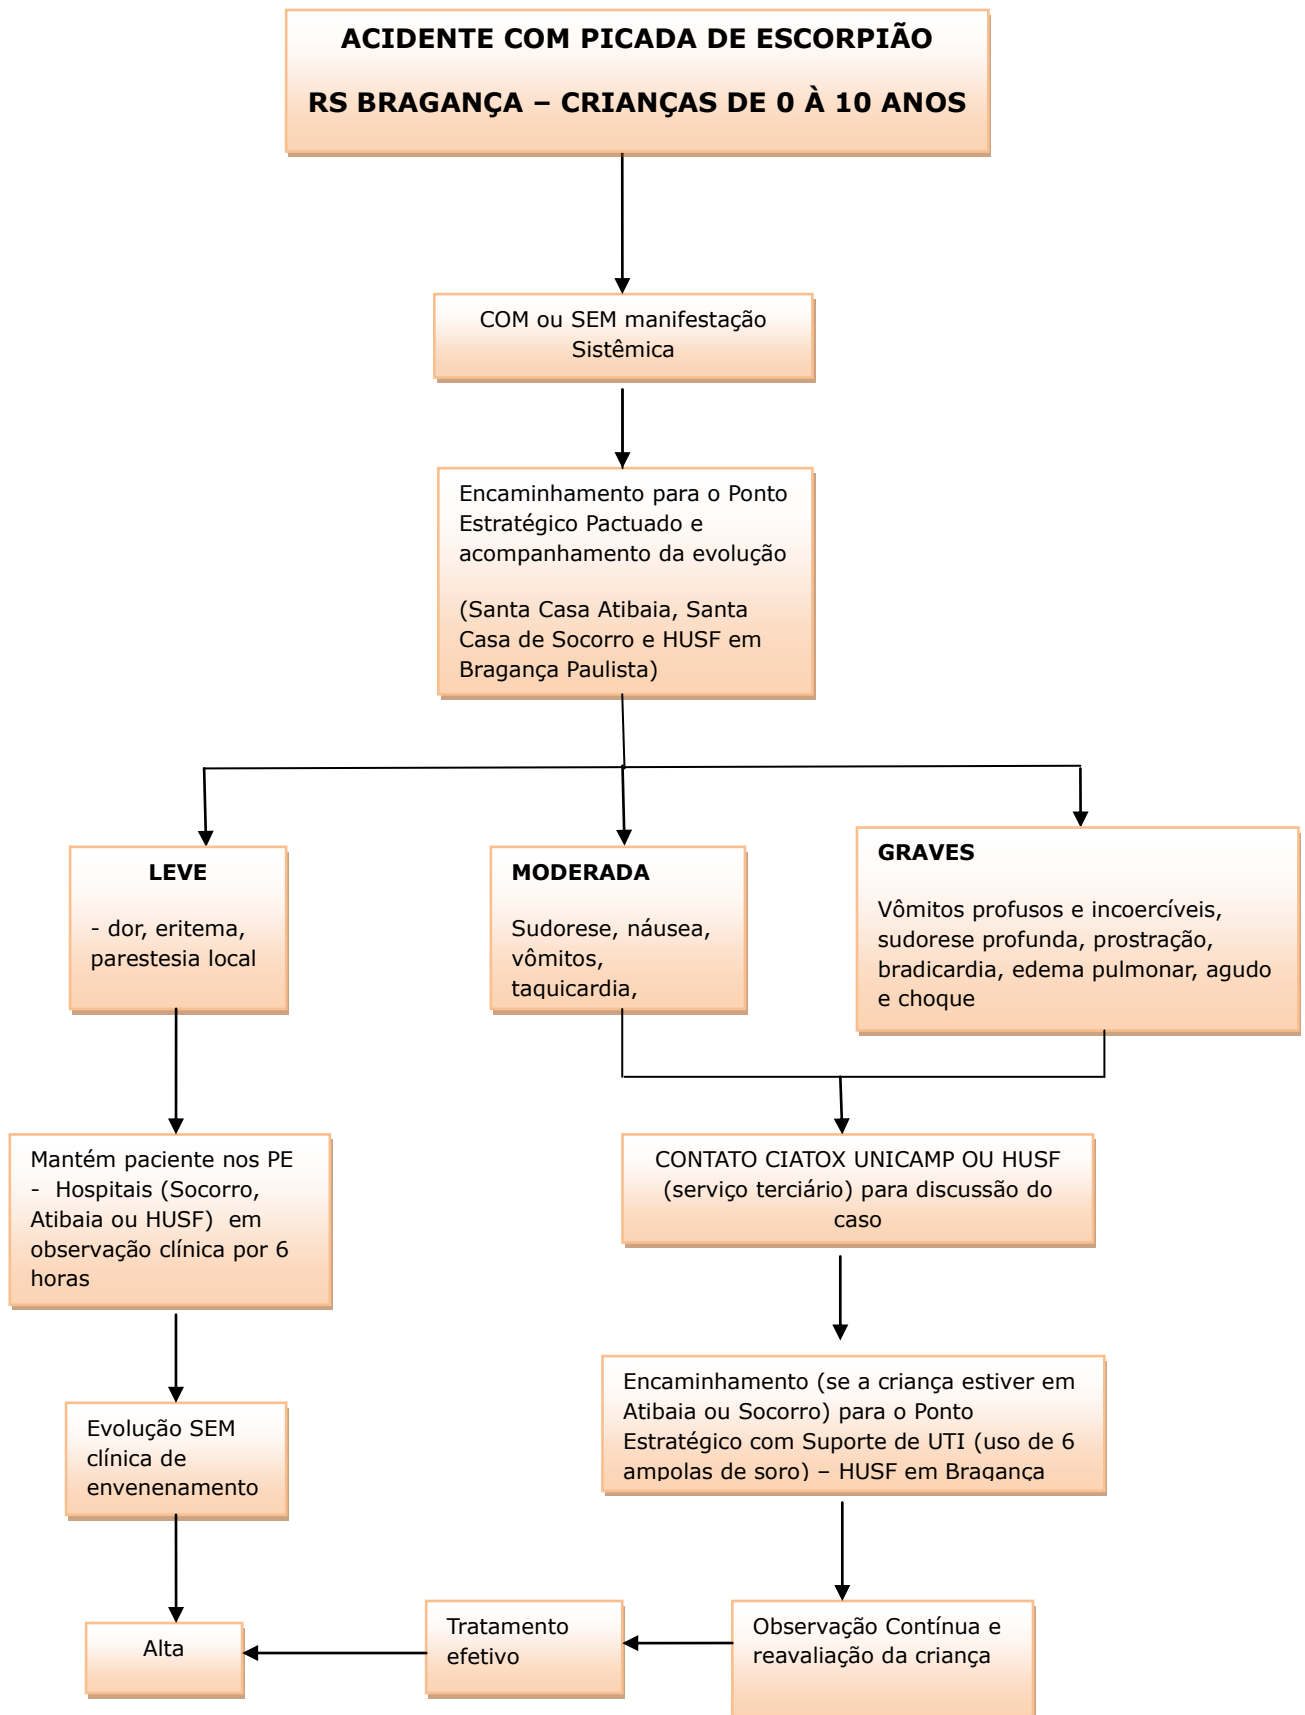 ACIDENTE COM PICADA DE ESCORPIÃO
RS BRAGANÇA – CRIANÇAS DE 0 À 10 ANOS
COM ou SEM manifestação
Sistêmica
Encaminhamento para o Ponto
Estratégico Pactuado e
acompanhamento da evolução
(Santa Casa Atibaia, Santa
Casa de Socorro e HUSF em
Bragança Paulista)
LEVE
- dor, eritema,
parestesia local
MODERADA
Sudorese, náusea,
vômitos,
taquicardia,
GRAVES
Vômitos profusos e incoercíveis,
sudorese profunda, prostração,
bradicardia, edema pulmonar, agudo
e choque
Mantém paciente nos PE
- Hospitais (Socorro,
Atibaia ou HUSF) em
observação clínica por 6
horas
CONTATO CIATOX UNICAMP OU HUSF
(serviço terciário) para discussão do
caso
Evolução SEM
clínica de
envenenamento
Encaminhamento (se a criança estiver em
Atibaia ou Socorro) para o Ponto
Estratégico com Suporte de UTI (uso de 6
ampolas de soro) – HUSF em Bragança
Alta
Tratamento
efetivo
Observação Contínua e
reavaliação da criança